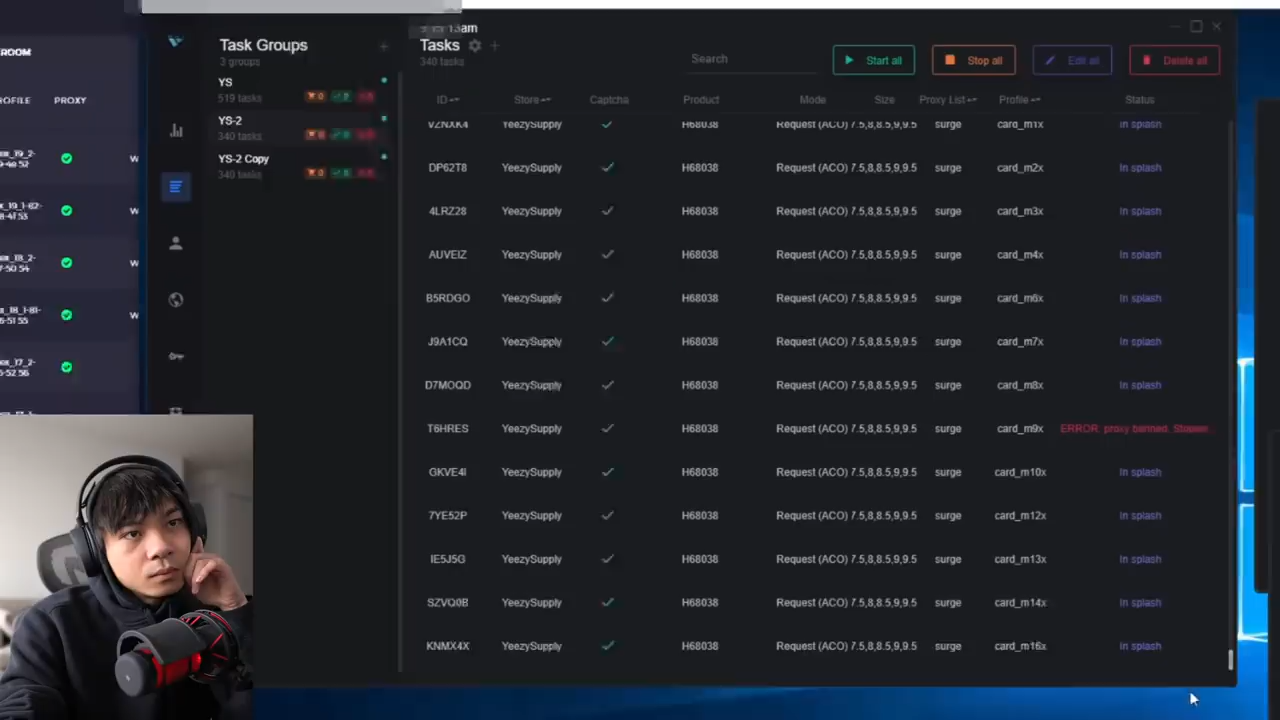 ROOM
ROFILE PROXY
Task Groups
3 groups
YS
519 tasks
YS-2
340 tasks
YS-2 Copy
340 tasks
13am
Tasks
340 tasks
Search
Start all
Stop all
Edit all
Delete all
ID Store Captcha Product Mode Size Proxy List Profile Status
VZNXK4 YeezySupply H68038 Request (ACO) 7.5,8,8.5,9,9.5 surge card_m1x In splash
DP62T8 YeezySupply H68038 Request (ACO) 7.5,8,8.5,9,9.5 surge card_m2x In splash
4LRZ28 YeezySupply H68038 Request (ACO) 7.5,8,8.5,9,9.5 surge card_m3x In splash
AUVEIZ YeezySupply H68038 Request (ACO) 7.5,8,8.5,9,9.5 surge card_m4x In splash
B5RDGO YeezySupply H68038 Request (ACO) 7.5,8,8.5,9,9.5 surge card_m6x In splash
J9A1CQ YeezySupply H68038 Request (ACO) 7.5,8,8.5,9,9.5 surge card_m7x In splash
D7MOQD YeezySupply H68038 Request (ACO) 7.5,8,8.5,9,9.5 surge card_m8x In splash
T6HRES YeezySupply H68038 Request (ACO) 7.5,8,8.5,9,9.5 surge card_m9x ERROR: proxy banned.
GKVE4I YeezySupply H68038 Request (ACO) 7.5,8,8.5,9,9.5 surge card_m10x In splash
7YE52P YeezySupply H68038 Request (ACO) 7.5,8,8.5,9,9.5 surge card_m12x In splash
IE5J5G YeezySupply H68038 Request (ACO) 7.5,8,8.5,9,9.5 surge card_m13x In splash
SZVQ0B YeezySupply H68038 Request (ACO) 7.5,8,8.5,9,9.5 surge card_m14x In splash
KNMX4X YeezySupply H68038 Request (ACO) 7.5,8,8.5,9,9.5 surge card_m16x In splash